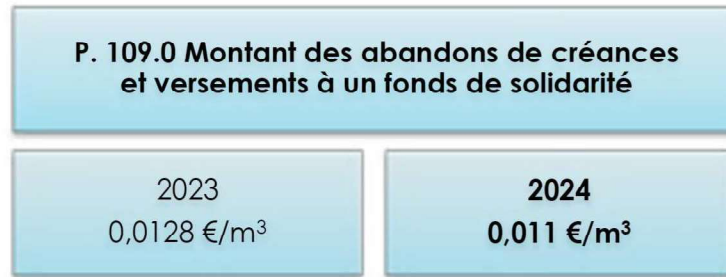 P. 109.0 Montant des abandons de créances
et versements à un fonds de solidarité
2023
0,0128 €/m³
2024
0,011 €/m³